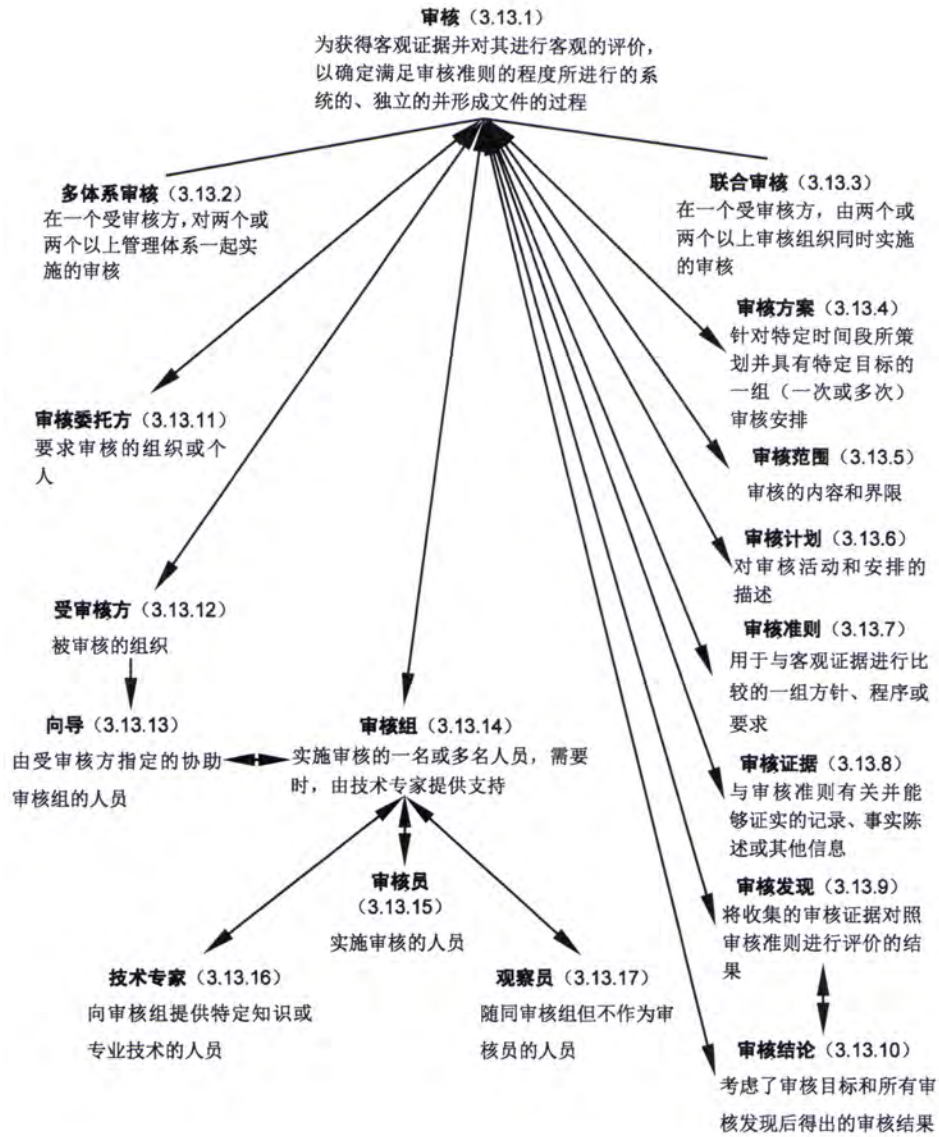 审核（3.13.1）
为获得客观证据并对其进行客观的评价，
以确定满足审核准则的程度所进行的系
统的、独立的并形成文件的过程
多体系审核（3.13.2）
在一个受审核方，对两个或
两个以上管理体系一起实
施的审核
联合审核（3.13.3）
在一个受审核方，由两个或
两个以上审核组织同时实施
的审核
审核方案（3.13.4）
针对特定时间段所策
划并具有特定目标的
一组（一次或多次）
审核安排
审核委托方（3.13.11）
要求审核的组织或个
人
审核范围（3.13.5）
审核的内容和界限
审核计划（3.13.6）
对审核活动和安排的
描述
受审核方（3.13.12）
被审核的组织
审核准则（3.13.7）
用于与客观证据进行比
较的一组方针、程序或
要求
向导（3.13.13）
由受审核方指定的协助
审核组的人员
审核组（3.13.14）
实施审核的一名或多名人员，需要
时，由技术专家提供支持
审核证据（3.13.8）
与审核准则有关并能
够证实的记录、事实陈
述或其他信息
审核员
（3.13.15）
实施审核的人员
审核发现（3.13.9）
将收集的审核证据对照
审核准则进行评价的结
果
技术专家（3.13.16）
向审核组提供特定知识或
专业技术的人员
观察员（3.13.17）
随同审核组但不作为审
核员的人员
审核结论（3.13.10）
考虑了审核目标和所有审
核发现后得出的审核结果